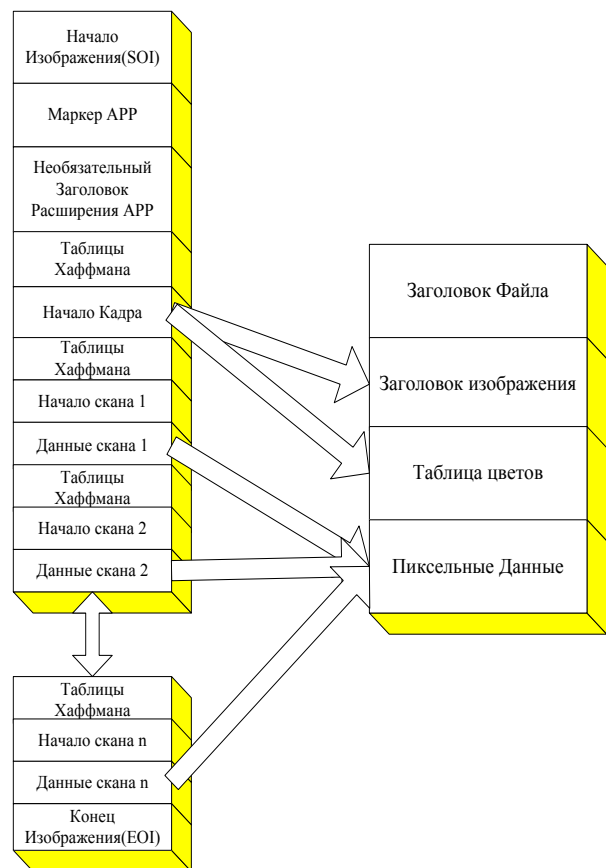 Начало
Изображения(SOI)
Маркер APP
Необязательный
Заголовок
Расширения APP
Таблицы
Хаффмана
Начало Кадра
Таблицы
Хаффмана
Начало скана 1
Данные скана 1
Таблицы
Хаффмана
Начало скана 2
Данные скана 2
Таблицы
Хаффмана
Начало скана n
Данные скана n
Конец
Изображения(EOI)
Заголовок Файла
Заголовок изображения
Таблица цветов
Пиксельные Данные